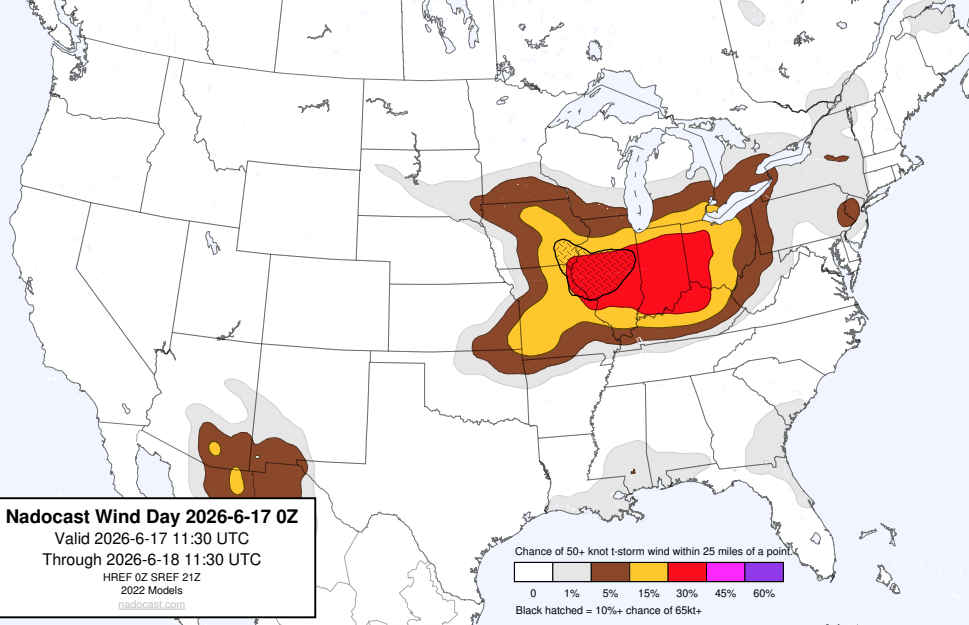 Nadocast Wind Day 2026-6-17 0Z
Valid 2026-6-17 11:30 UTC
Through 2026-6-18 11:30 UTC
HREF 0Z SREF 21Z
2022 Models
nadocast.com
Chance of 50+ knot t-storm wind within 25 miles of a point.
0 1% 5% 15% 30% 45% 60%
Black hatched = 10%+ chance of 65kt+